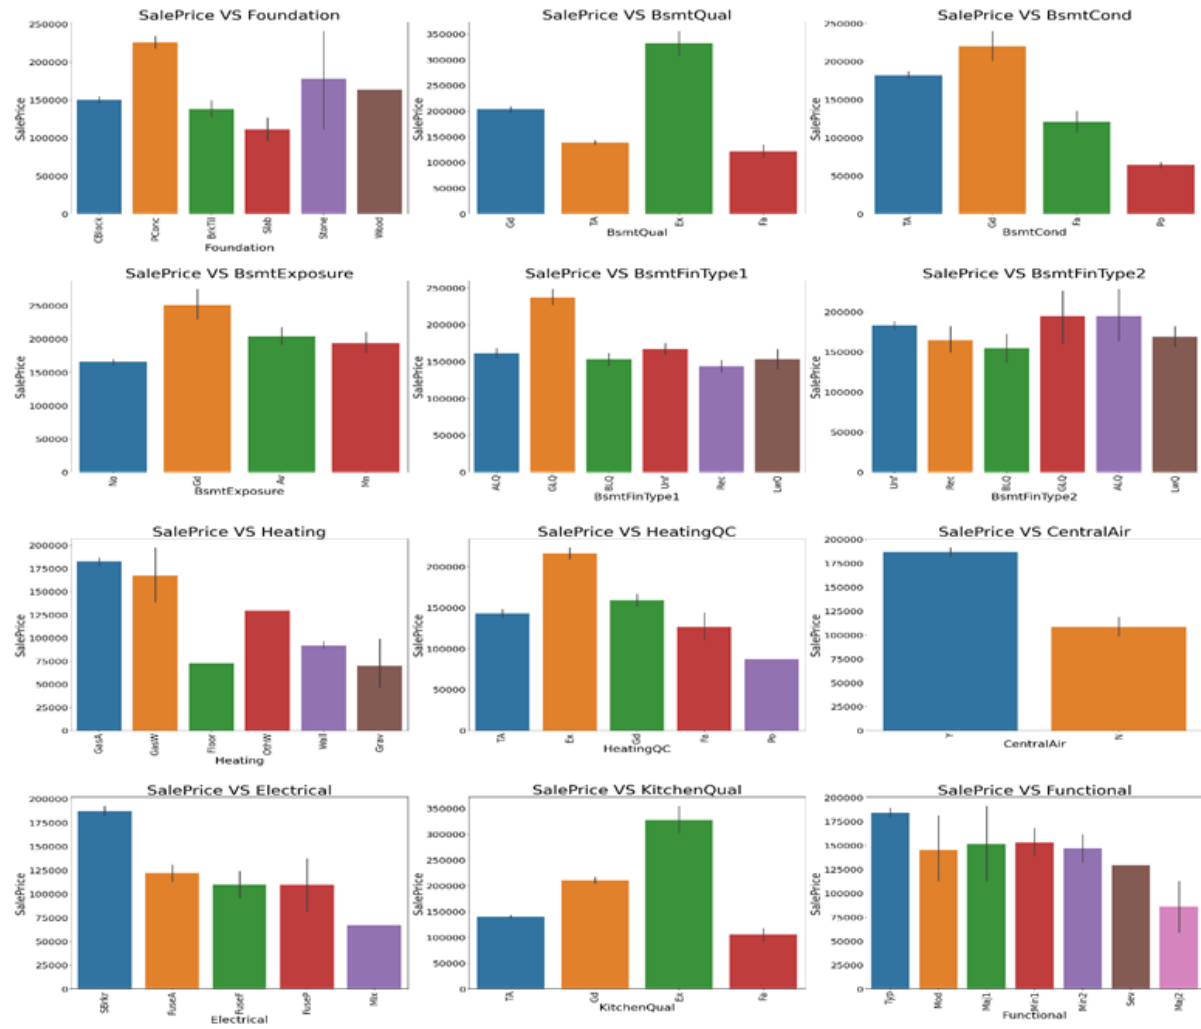 SalePrice VS Foundation
250000
200000
150000
100000
50000
0
SalePrice
CBlock
PConc
BrkTil
Slab
Stone
Wood
Foundation
SalePrice VS BsmtQual
350000
300000
250000
200000
150000
100000
50000
0
SalePrice
Gd
TA
Ex
Fa
BsmtQual
SalePrice VS BsmtCond
200000
150000
100000
50000
0
SalePrice
TA
Gd
Fa
Po
BsmtCond
SalePrice VS BsmtExposure
250000
200000
150000
100000
50000
0
SalePrice
No
Gd
Av
Mn
BsmtExposure
SalePrice VS BsmtFinType1
250000
200000
150000
100000
50000
0
SalePrice
ALQ
GLQ
BLQ
Unf
Rec
LwQ
BsmtFinType1
SalePrice VS BsmtFinType2
200000
150000
100000
50000
0
SalePrice
Unf
Rec
BLQ
GLQ
ALQ
LwQ
BsmtFinType2
SalePrice VS Heating
200000
175000
150000
125000
100000
75000
50000
25000
0
SalePrice
GasA
GasW
Floor
OthW
Wall
Grav
Heating
SalePrice VS HeatingQC
200000
150000
100000
50000
0
SalePrice
TA
Ex
Gd
Fa
Po
HeatingQC
SalePrice VS CentralAir
200000
175000
150000
125000
100000
75000
50000
25000
0
SalePrice
Y
N
CentralAir
SalePrice VS Electrical
200000
175000
150000
125000
100000
75000
50000
25000
0
SalePrice
SBrkr
FuseA
FuseF
FuseP
Mix
Electrical
SalePrice VS KitchenQual
350000
300000
250000
200000
150000
100000
50000
0
SalePrice
TA
Gd
Ex
Fa
KitchenQual
SalePrice VS Functional
200000
175000
150000
125000
100000
75000
50000
25000
0
SalePrice
Typ
Mod
Maj1
Min1
Min2
Sev
Maj2
Functional